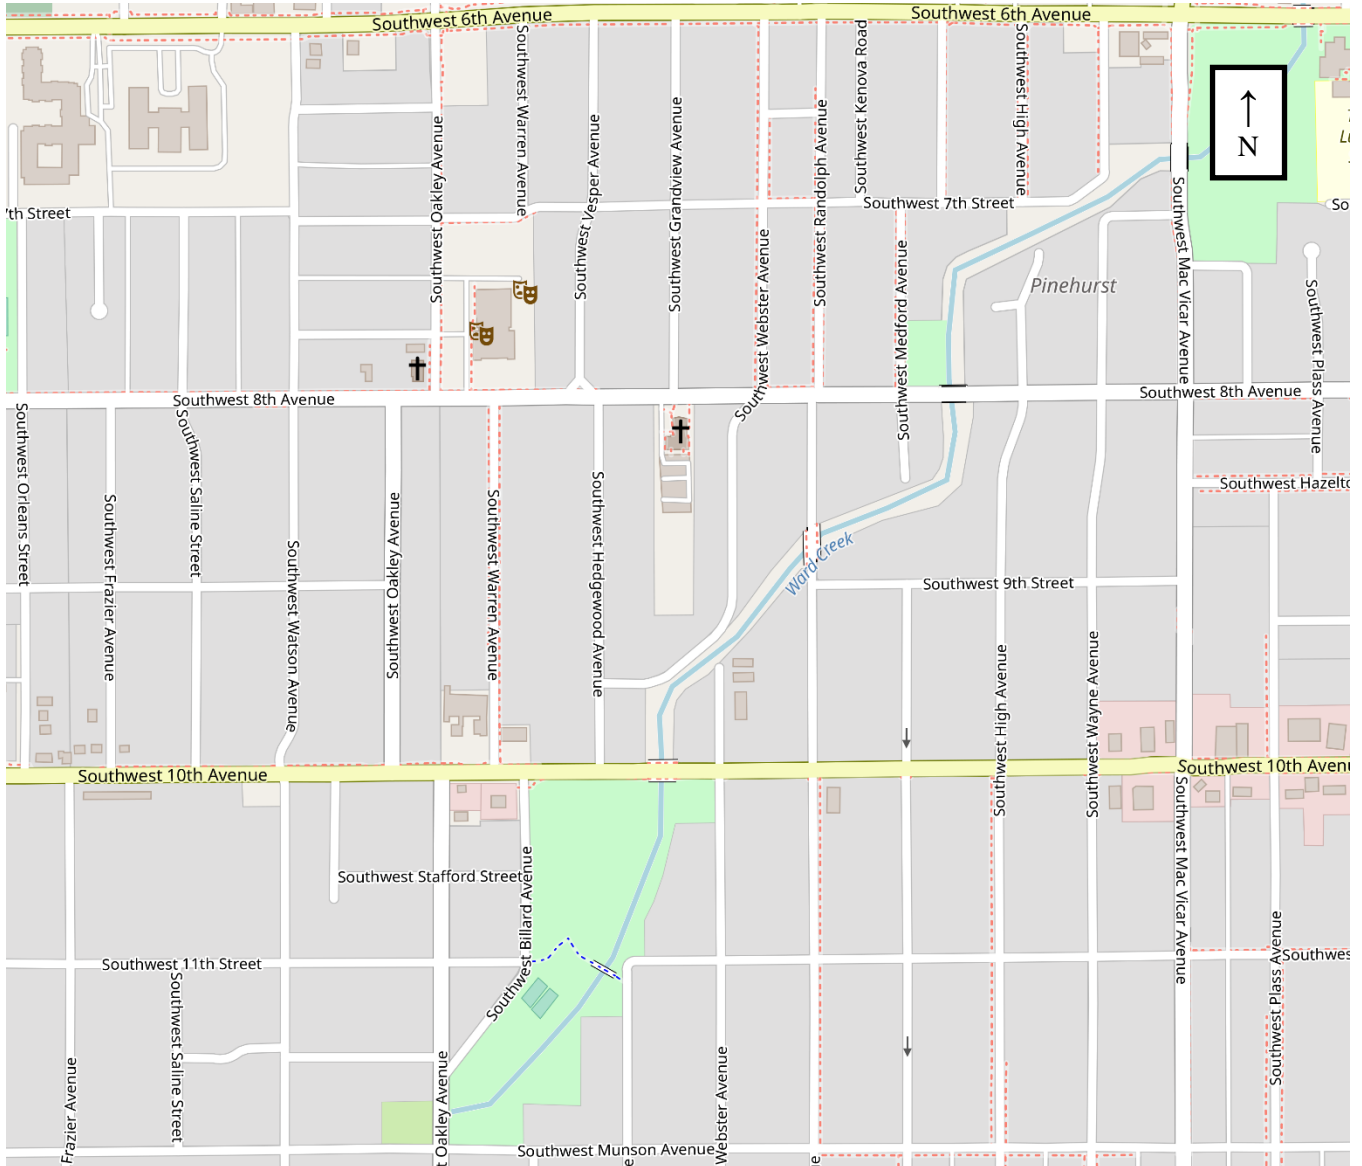 Southwest 6th Avenue
Southwest 6th Avenue
Southwest Warren Avenue
Southwest Kenova Road
Southwest High Avenue
↑
N
Southwest Oakley Avenue
Southwest Vesper Avenue
Southwest Grandview Avenue
Southwest Randolph Avenue
7th Street
Southwest 7th Street
So
Southwest Mac Vicar Avenue
Southwest Webster Avenue
Southwest Medford Avenue
Pinehurst
Southwest Plass Avenue
Southwest 8th Avenue
Southwest 8th Avenue
Southwest Orleans Street
Southwest Saline Street
Southwest Hazelto
Southwest Frazier Avenue
Southwest Watson Avenue
Southwest Oakley Avenue
Southwest Warren Avenue
Southwest Hedgewood Avenue
Ward Creek
Southwest 9th Street
Southwest High Avenue
Southwest Wayne Avenue
Southwest 10th Avenue
Southwest 10th Avenu
Southwest Mac Vicar Avenue
Southwest Stafford Street
Southwest Billard Avenue
Southwest 11th Street
Southwes
Southwest Plass Avenue
Southwest Saline Street
Frazier Avenue
t Oakley Avenue
Webster Avenue
Southwest Munson Avenue
e
e